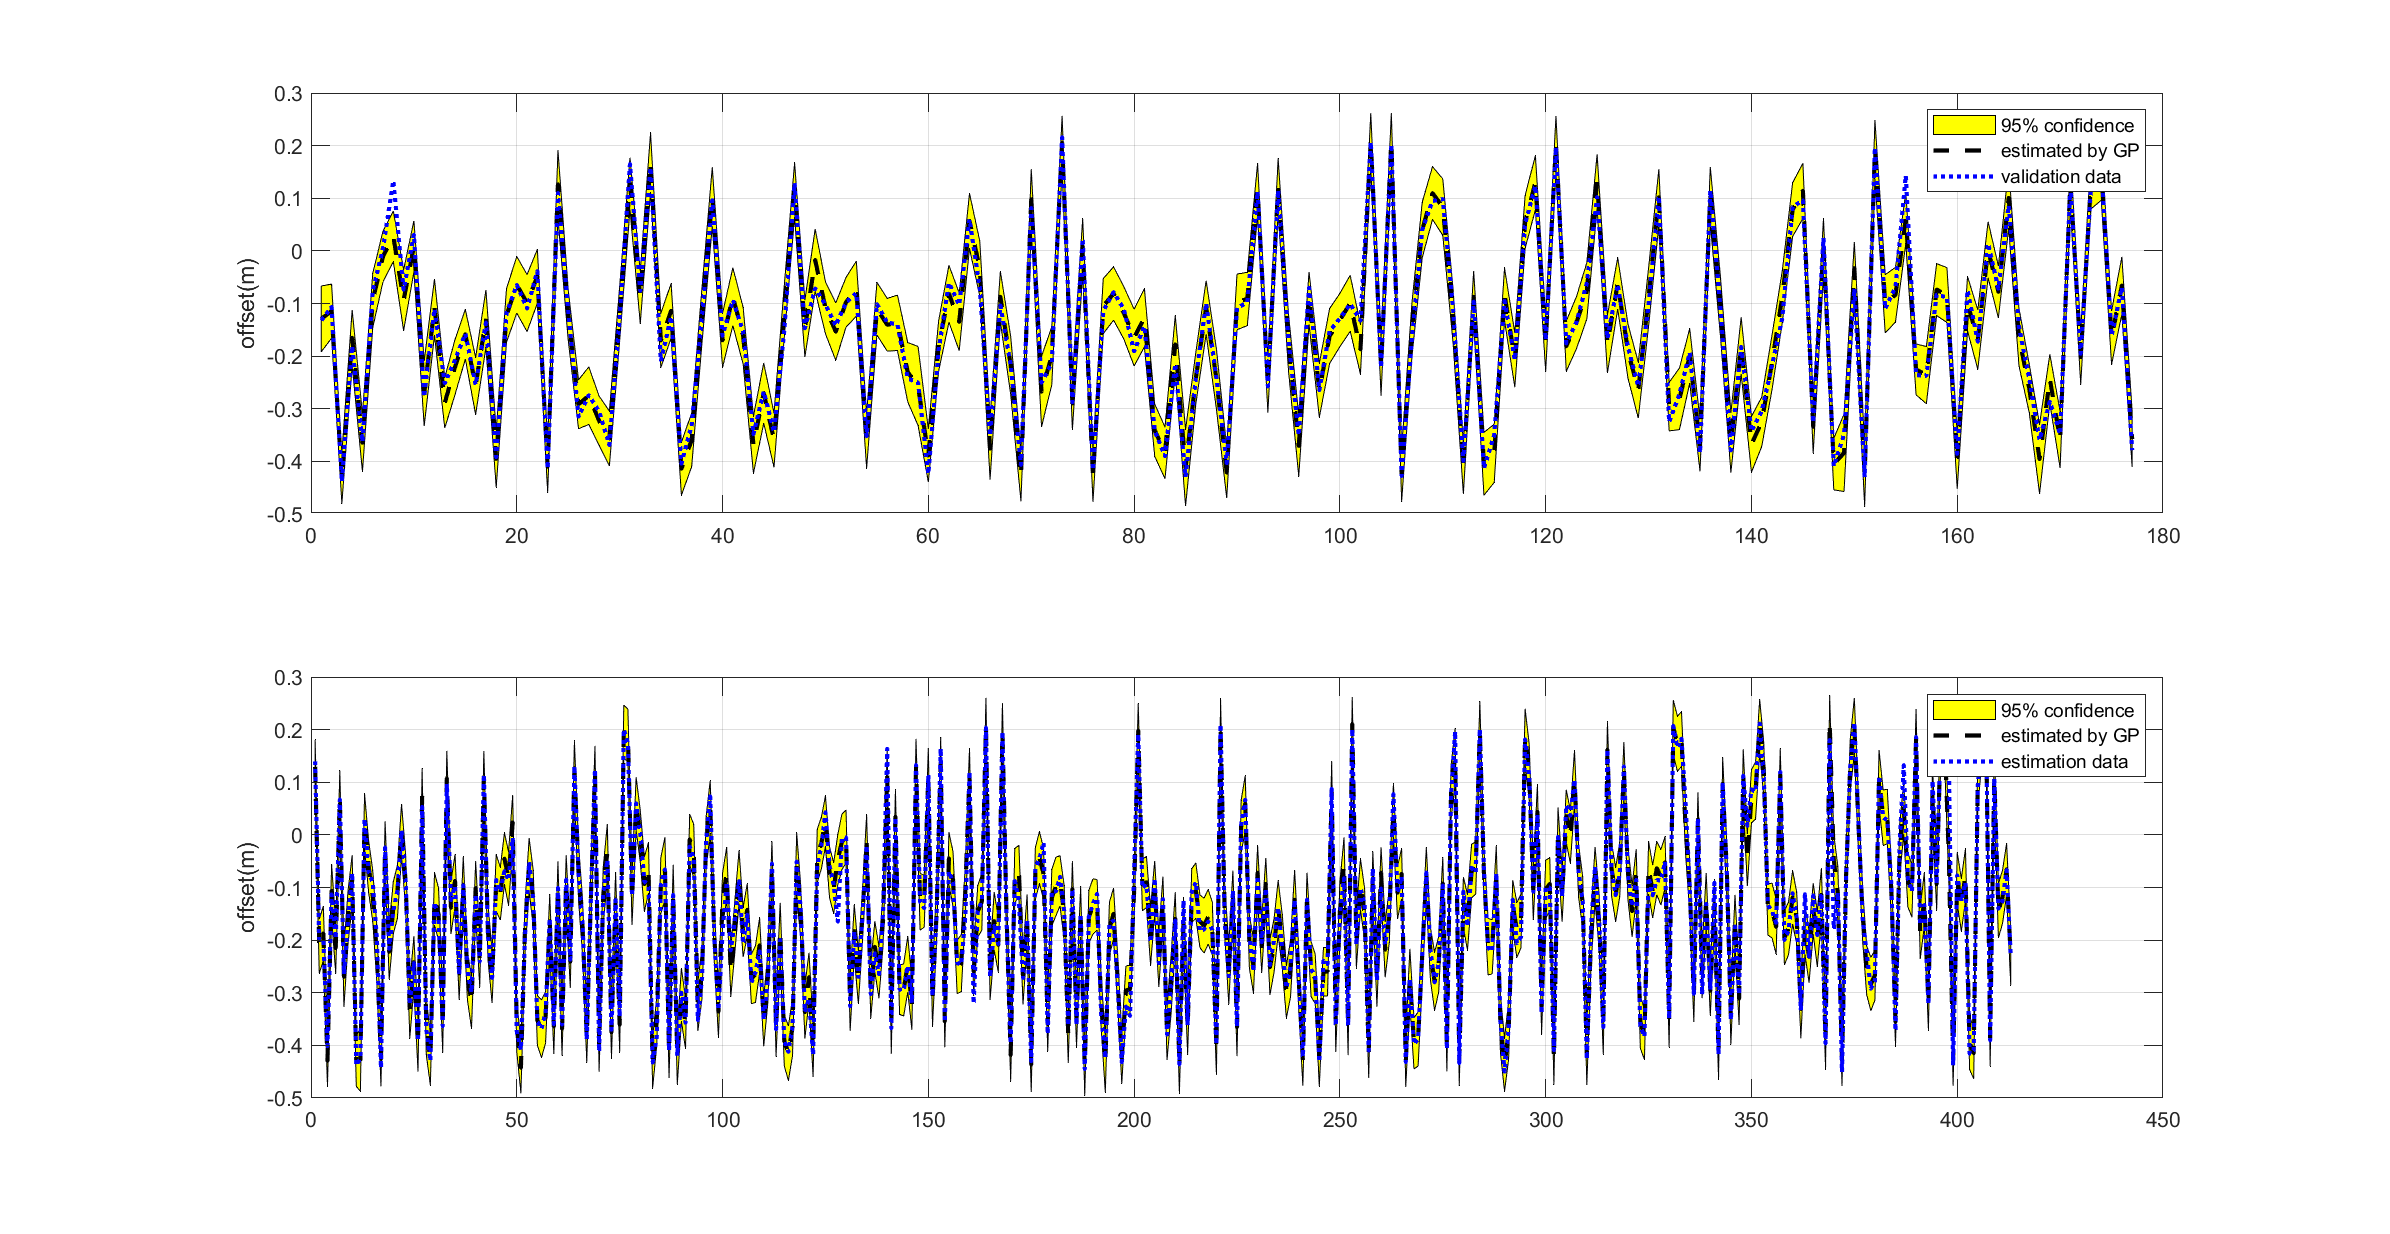 0.3
0.2
0.1
0
-0.1
-0.2
-0.3
-0.4
-0.5
offset(m)
95% confidence
estimated by GP
validation data
0 20 40 60 80 100 120 140 160 180
0.3
0.2
0.1
0
-0.1
-0.2
-0.3
-0.4
-0.5
offset(m)
95% confidence
estimated by GP
estimation data
0 50 100 150 200 250 300 350 400 450